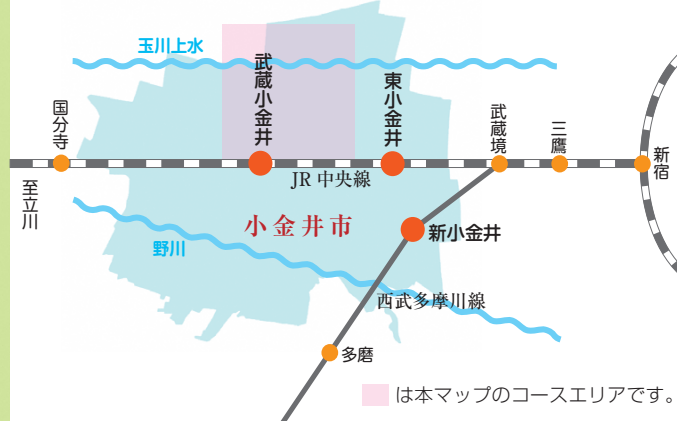 玉川上水
国分寺
武蔵小金井
東小金井
武蔵境
三鷹
新宿
JR 中央線
至立川
小金井市
新小金井
野川
西武多摩川線
多磨
は本マップのコースエリアです。